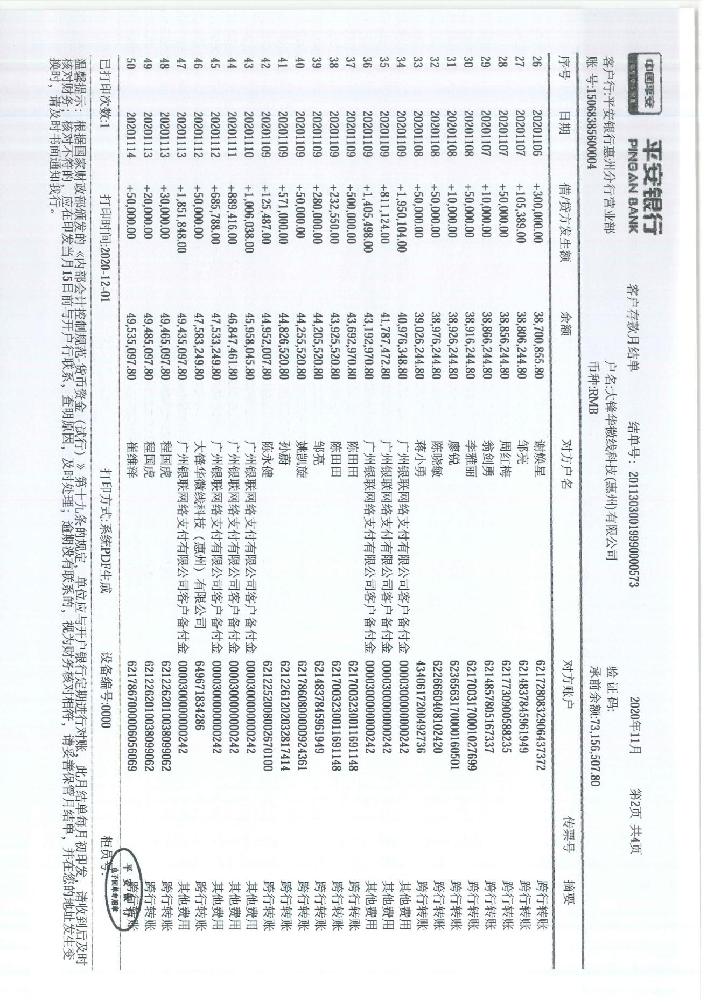 中国平安
平安银行
PINGAN BANK
客户存款月结单 结单号：20113030019990000573 2020年11月 第2页 共4页
客户行:平安银行惠州分行营业部 户名:大锋华微线科技(惠州)有限公司 验 证 码:
账 号:15068385600004 币种:RMB 承前余额:73,156,507.80
序号 日期 借/贷方发生额 余额 对方户名 对方账户 传票号 摘要
26 20201106 +300,000.00 38,700,855.80 谢焕星 6217280832906437372 跨行转账
27 20201107 +105,389.00 38,806,244.80 邹亮 6214837845961949 跨行转账
28 20201107 +50,000.00 38,856,244.80 周红梅 6217730900588235 跨行转账
29 20201107 +10,000.00 38,866,244.80 翁剑勇 6214857805167337 跨行转账
30 20201108 +50,000.00 38,916,244.80 李雅丽 6217003170001027699 跨行转账
31 20201108 +10,000.00 38,926,244.80 廖锐 6236563170000160501 跨行转账
32 20201108 +50,000.00 38,976,244.80 陈晓敏 6226660408102420 跨行转账
33 20201108 +50,000.00 39,026,244.80 蒋小勇 4340617200492736 跨行转账
34 20201109 +1,950,104.00 40,976,348.80 广州银联网络支付有限公司客户备付金 0000300000000242 其他费用
35 20201109 +811,124.00 41,787,472.80 广州银联网络支付有限公司客户备付金 0000300000000242 其他费用
36 20201109 +1,405,498.00 43,192,970.80 广州银联网络支付有限公司客户备付金 0000300000000242 其他费用
37 20201109 +500,000.00 43,692,970.80 陈田田 6217003230011691148 跨行转账
38 20201109 +232,550.00 43,925,520.80 陈田田 6217003230011691148 跨行转账
39 20201109 +280,000.00 44,205,520.80 邹亮 6214837845961949 跨行转账
40 20201109 +50,000.00 44,255,520.80 姚凯旋 6217860800000924361 跨行转账
41 20201109 +571,000.00 44,826,520.80 孙蔚 6212261202032817414 跨行转账
42 20201109 +125,487.00 44,952,007.80 陈永健 6212252008002670100 跨行转账
43 20201110 +1,006,038.00 45,958,045.80 广州银联网络支付有限公司客户备付金 0000300000000242 其他费用
44 20201111 +889,416.00 46,847,461.80 广州银联网络支付有限公司客户备付金 0000300000000242 其他费用
45 20201112 +685,788.00 47,533,249.80 广州银联网络支付有限公司客户备付金 0000300000000242 其他费用
46 20201112 +50,000.00 47,583,249.80 大锋华微线科技（惠州）有限公司 649671834286 跨行转账
47 20201113 +1,851,848.00 49,435,097.80 广州银联网络支付有限公司客户备付金 0000300000000242 其他费用
48 20201113 +30,000.00 49,465,097.80 程国虎 6212262010038099062 跨行转账
49 20201113 +20,000.00 49,485,097.80 程国虎 6212262010038099062 跨行转账
50 20201114 +50,000.00 49,535,097.80 崔维泽 6217867000006056069 跨行转账
平安银行
电子回单专用章
已打印次数:1 打印时间:2020-12-01 打印方式:系统PDF生成 设备编号:0000 柜员号:
温馨提示：根据国家财政部颁发的《内部会计控制规范-货币资金（试行）》第十九条的规定，单位应与开户银行定期进行对账，此月结单每月初印发，请收到后及时
核对财务；核对不符的，应在印发当月15日前与开户行联系，查明原因，及时处理；逾期没有联系的，视为财务核对相符，请妥善保管月结单，并在您的地址发生变
换时，请及时书面通知我行。